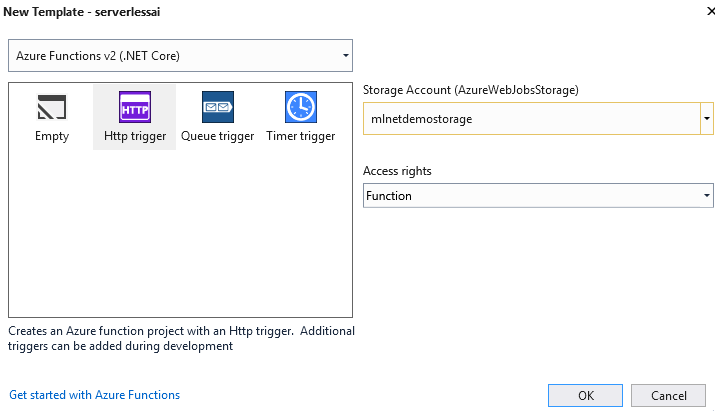 New Template - serverlessai
Azure Functions v2 (.NET Core)
HTTP
Empty
Http trigger
Queue trigger
Timer trigger
Storage Account (AzureWebJobsStorage)
mlnetdemostorage
Access rights
Function
Creates an Azure function project with an Http trigger.  Additional
triggers can be added during development
Get started with Azure Functions
OK
Cancel